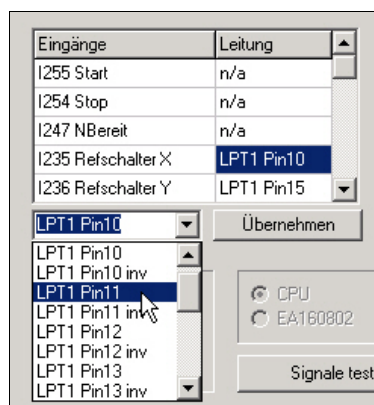 Eingänge Leitung
I255 Start n/a
I254 Stop n/a
I247 NBereit n/a
I235 Refschalter X LPT1 Pin10
I236 Refschalter Y LPT1 Pin15
LPT1 Pin10 Übernehmen
LPT1 Pin10
LPT1 Pin10 inv
LPT1 Pin11
LPT1 Pin11 inv
LPT1 Pin12
LPT1 Pin12 inv
LPT1 Pin13
LPT1 Pin13 inv
CPU
EA160802
Signale test